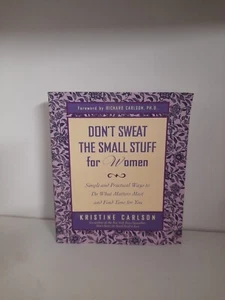 Foreword by RICHARD CARLSON, PH.D.
DON'T SWEAT
THE SMALL STUFF
for Women
Simple and Practical Ways to
Do What Matters Most
and Find Time for You
KRISTINE CARLSON